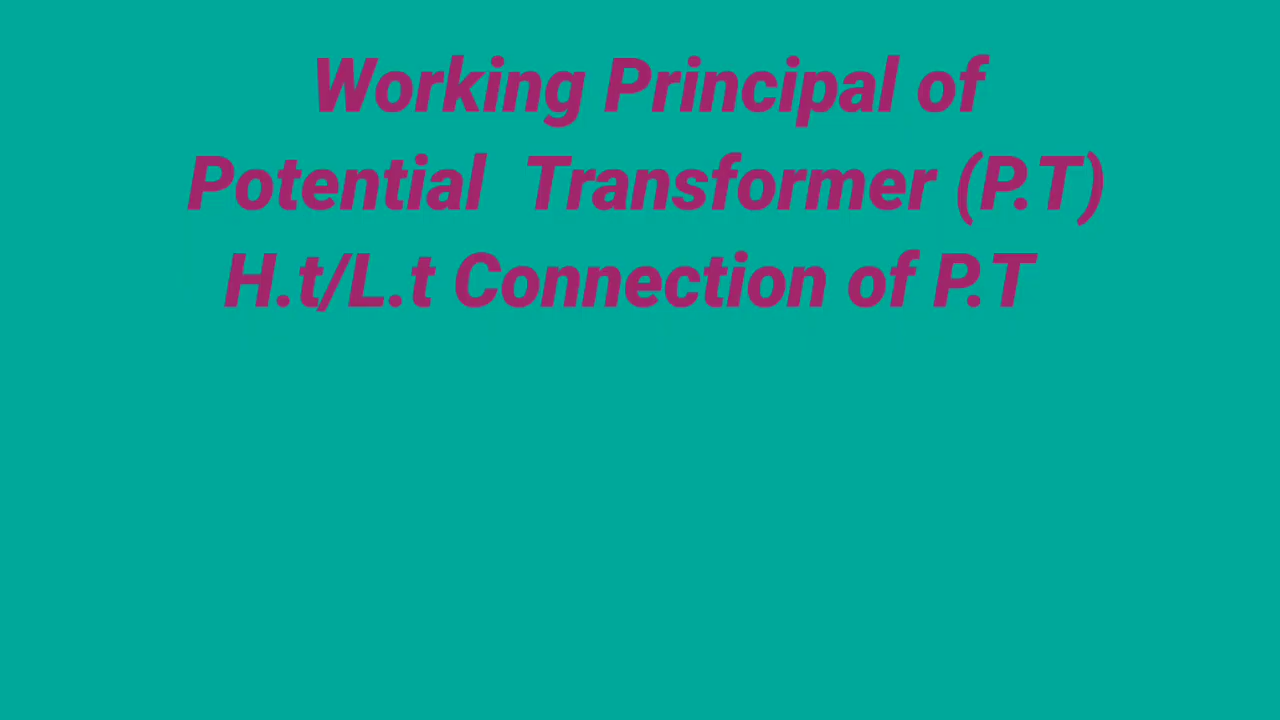 Working Principal of
Potential  Transformer (P.T)
H.t/L.t Connection of P.T